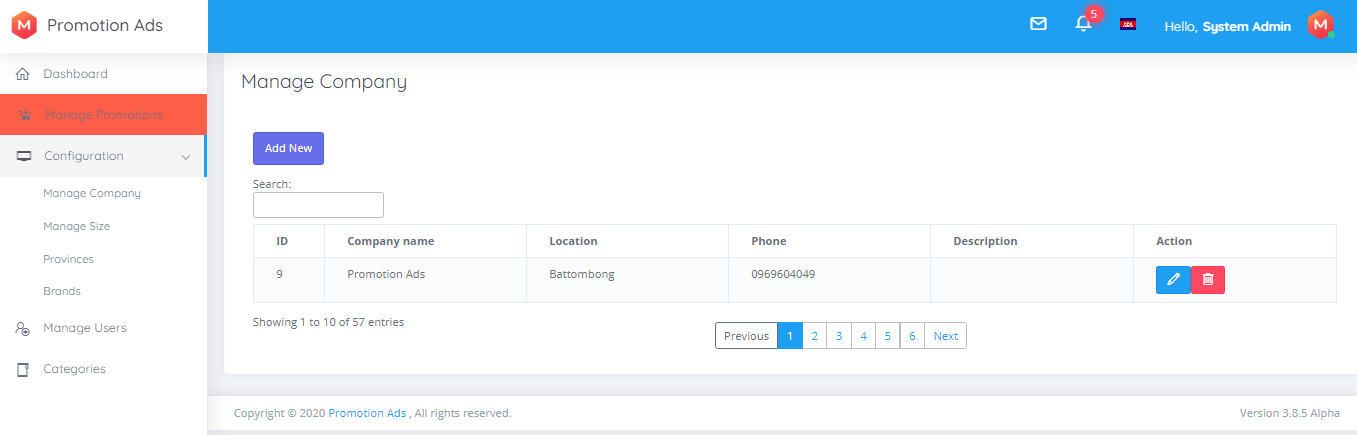 M Promotion Ads
5
Hello, System Admin M
Dashboard
Manage Promotions
Configuration
Manage Company
Manage Size
Provinces
Brands
Manage Users
Categories
Manage Company
Add New
Search:
ID Company name Location Phone Description Action
9 Promotion Ads Battombong 0969604049
Showing 1 to 10 of 57 entries
Previous 1 2 3 4 5 6 Next
Copyright © 2020 Promotion Ads , All rights reserved.
Version 3.8.5 Alpha